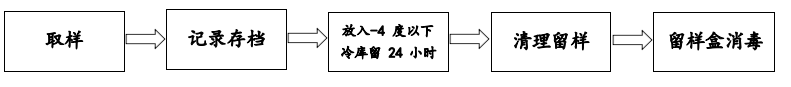 取样
记录存档
放入-4 度以下
冷库留 24 小时
清理留样
留样盒消毒